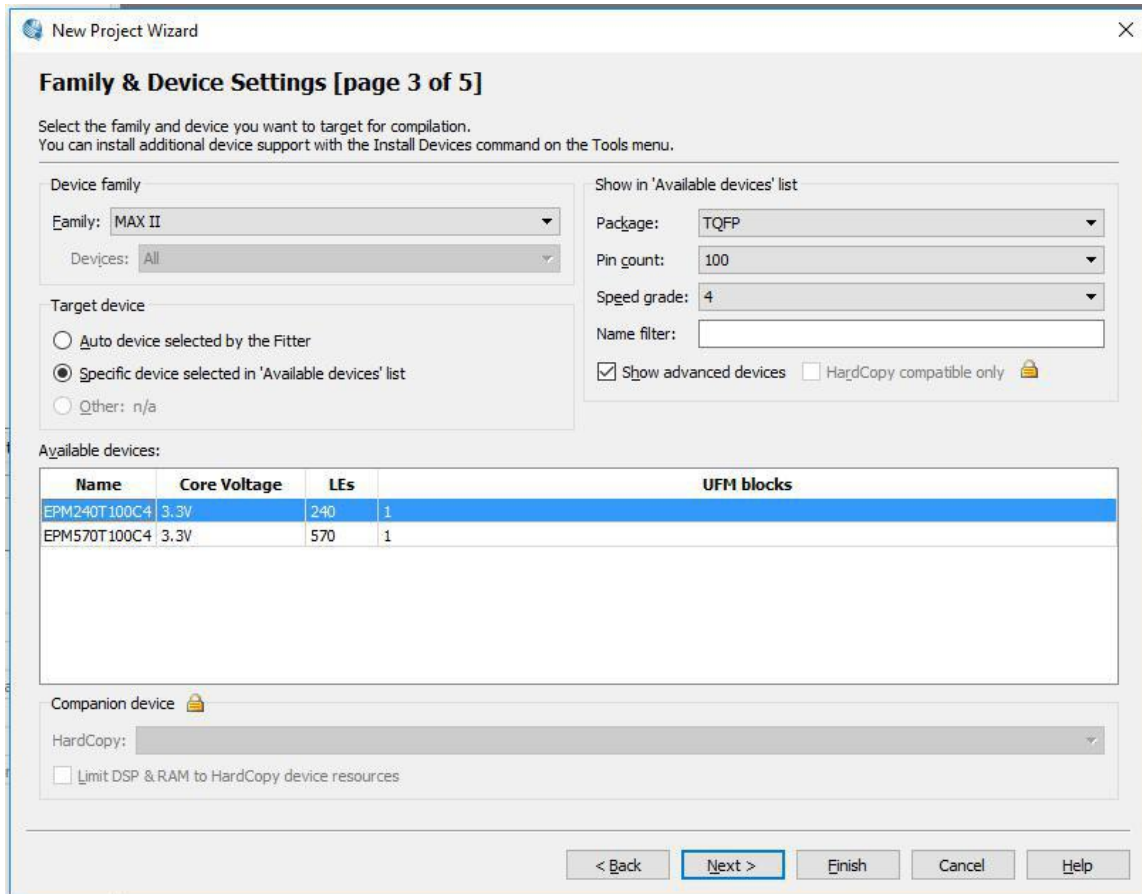 New Project Wizard
Family & Device Settings [page 3 of 5]
Select the family and device you want to target for compilation.
You can install additional device support with the Install Devices command on the Tools menu.
Device family
Family: MAX II
Devices: All
Target device
Auto device selected by the Fitter
Specific device selected in 'Available devices' list
Other: n/a
Show in 'Available devices' list
Package: TQFP
Pin count: 100
Speed grade: 4
Name filter:
Show advanced devices HardCopy compatible only
Available devices:
Name Core Voltage LEs UFM blocks
EPM240T100C4 3.3V 240 1
EPM570T100C4 3.3V 570 1
Companion device
HardCopy:
Limit DSP & RAM to HardCopy device resources
< Back Next > Finish Cancel Help